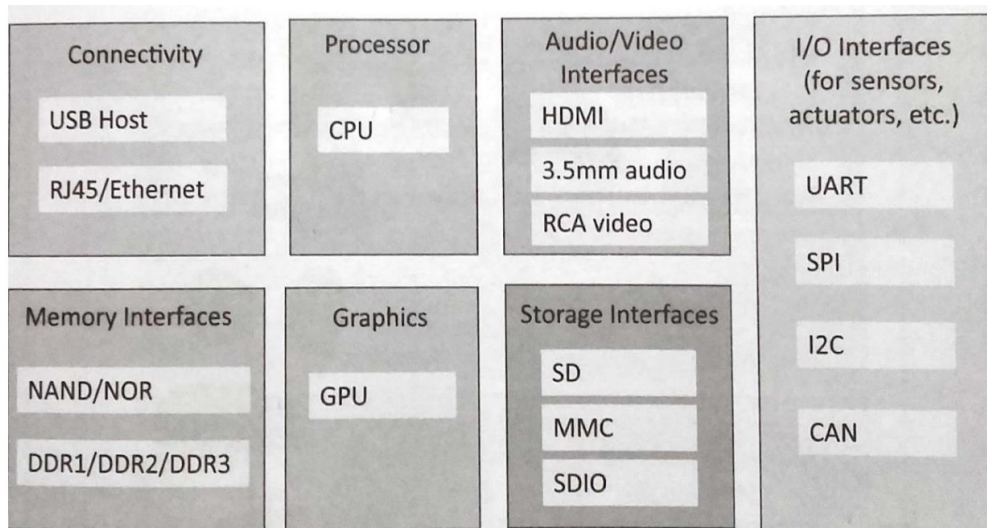 Connectivity
USB Host
RJ45/Ethernet
Processor
CPU
Audio/Video
Interfaces
HDMI
3.5mm audio
RCA video
I/O Interfaces
(for sensors,
actuators, etc.)
UART
SPI
I2C
CAN
Memory Interfaces
NAND/NOR
DDR1/DDR2/DDR3
Graphics
GPU
Storage Interfaces
SD
MMC
SDIO